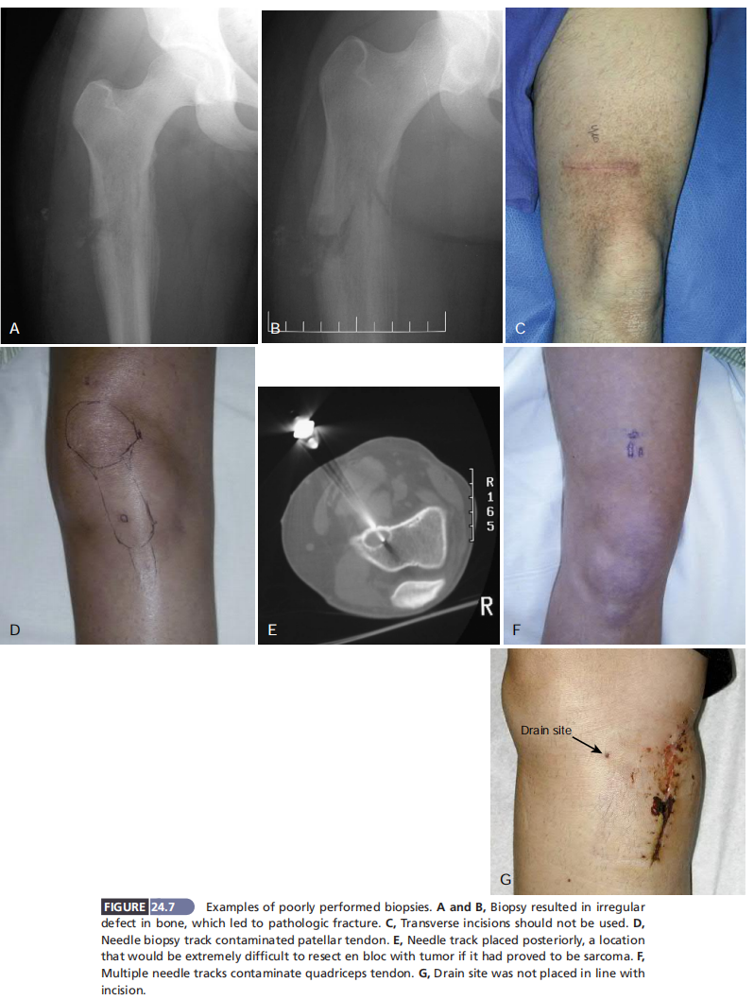 A
B
C
D
R
1
6
5
R
E
F
Drain site
G
FIGURE 24.7 Examples of poorly performed biopsies. A and B, Biopsy resulted in irregular
defect in bone, which led to pathologic fracture. C, Transverse incisions should not be used. D,
Needle biopsy track contaminated patellar tendon. E, Needle track placed posteriorly, a location
that would be extremely difficult to resect en bloc with tumor if it had proved to be sarcoma. F,
Multiple needle tracks contaminate quadriceps tendon. G, Drain site was not placed in line with
incision.